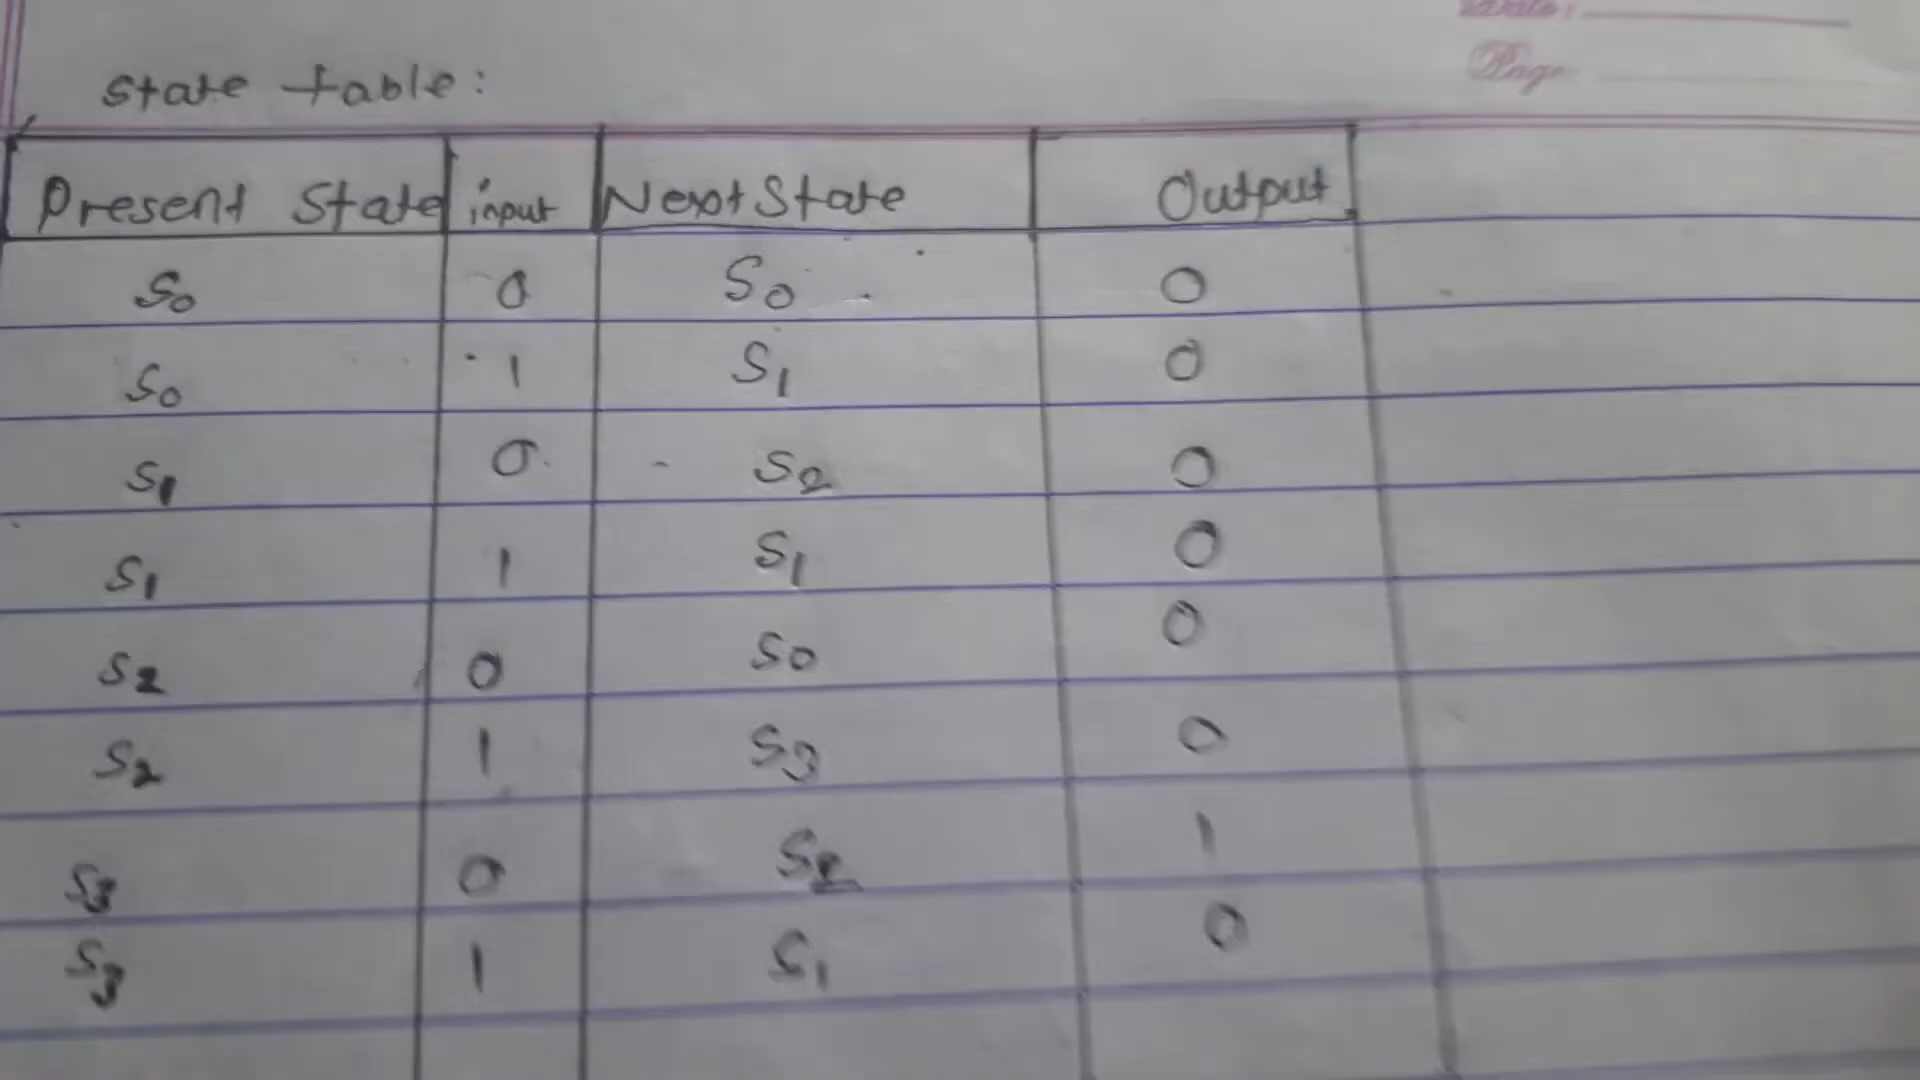 Date:
Page:
State table:
Present State input Next State Output
S0 0 S0 0
S0 1 S1 0
S1 0 S2 0
S1 1 S1 0
S2 0 S0 0
S2 1 S3 0
S3 0 S2 1
S3 1 S1 0